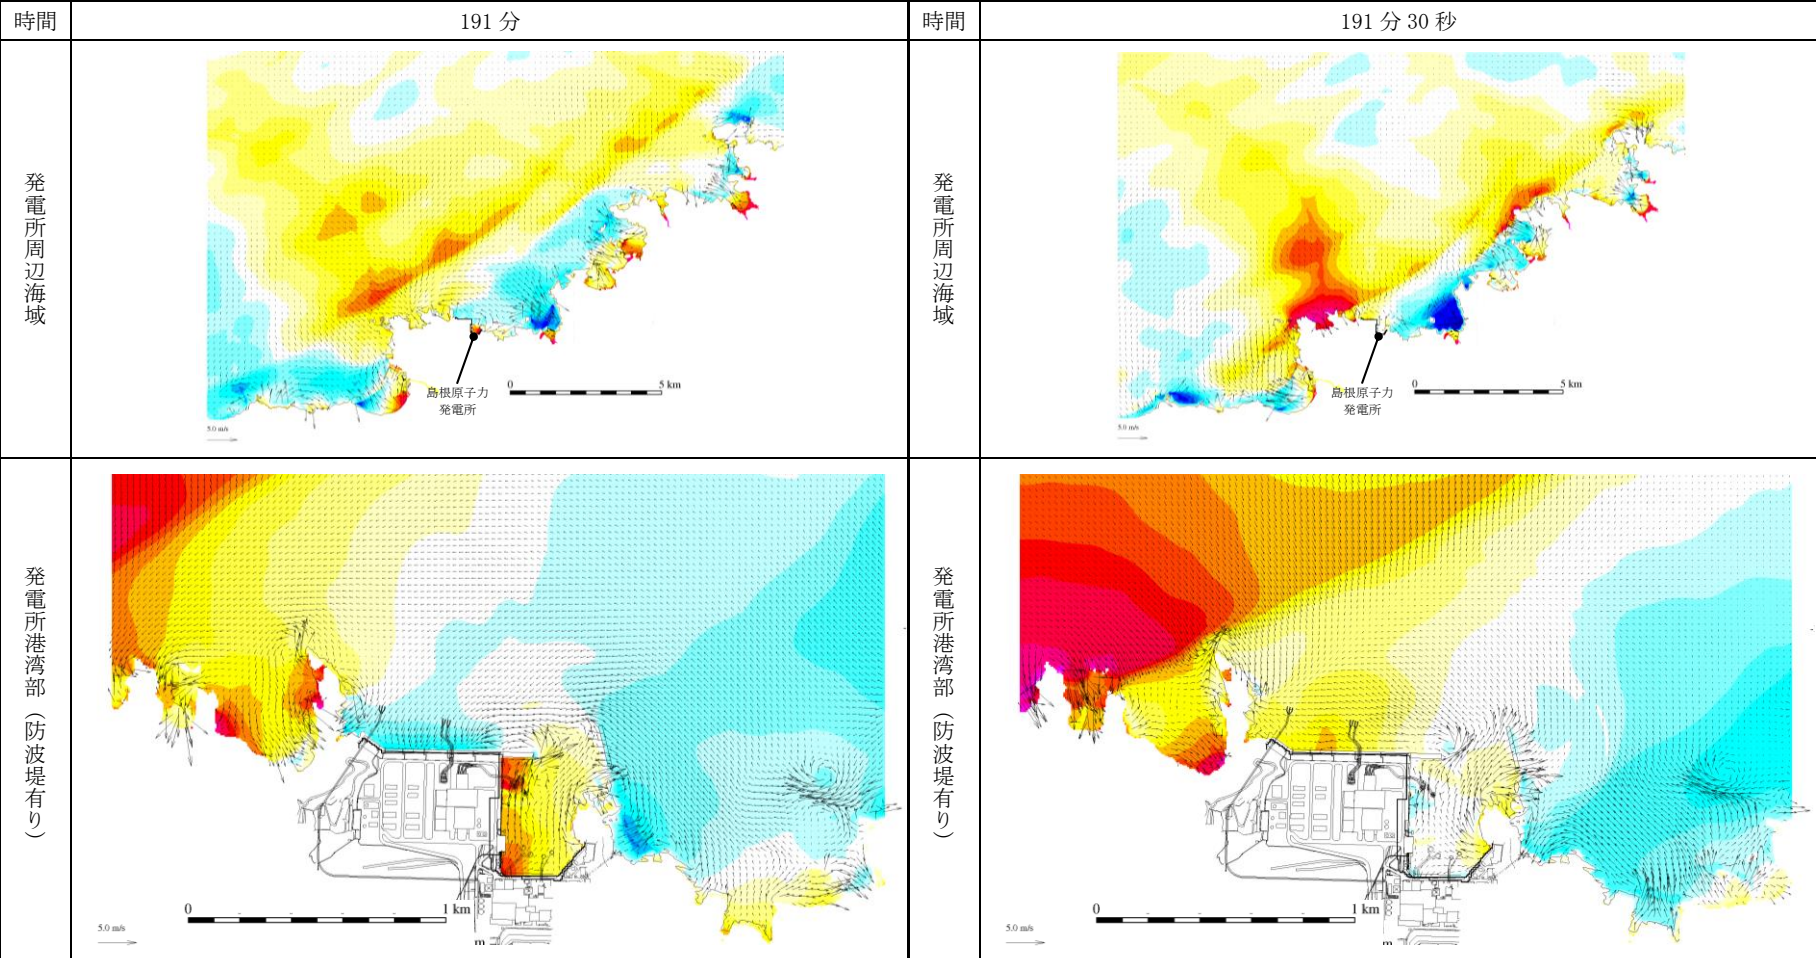 時間
191 分
時間
191 分 30 秒
発電所周辺海域
島根原子力
発電所
0
5 km
5.0 m/s
発電所周辺海域
島根原子力
発電所
0
5 km
5.0 m/s
発電所港湾部（防波堤有り）
0
1 km
5.0 m/s
m
発電所港湾部（防波堤有り）
0
1 km
5.0 m/s
m